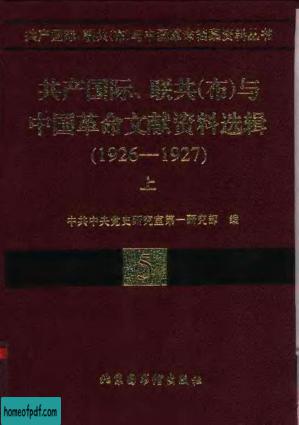 共产国际、联共(布)与中国革命档案资料丛书
共产国际、联共(布)与
中国革命文献资料选辑
(1926—1927)
上
中共中央党史研究室第一研究部 编
5
北京图书馆出版社
homeofpdf.com
homeofpdf.com